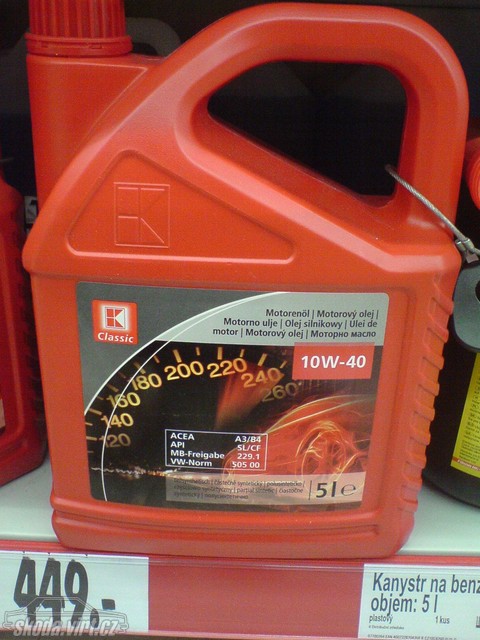 K
Classic
Motorenöl | Motorový olej |
Motorno ulje | Olej silnikowy | Ulei de
motor | Motorový olej | Моторно масло
10W-40
120
140
160
180
200
220
240
260
ACEA A3/B4
API SL/CF
MB-Freigabe 229.1
VW-Norm 505 00
5l e
449.-
Kanystr na benz
objem: 5 l
plastový
1 kus
skoda.virt.cz